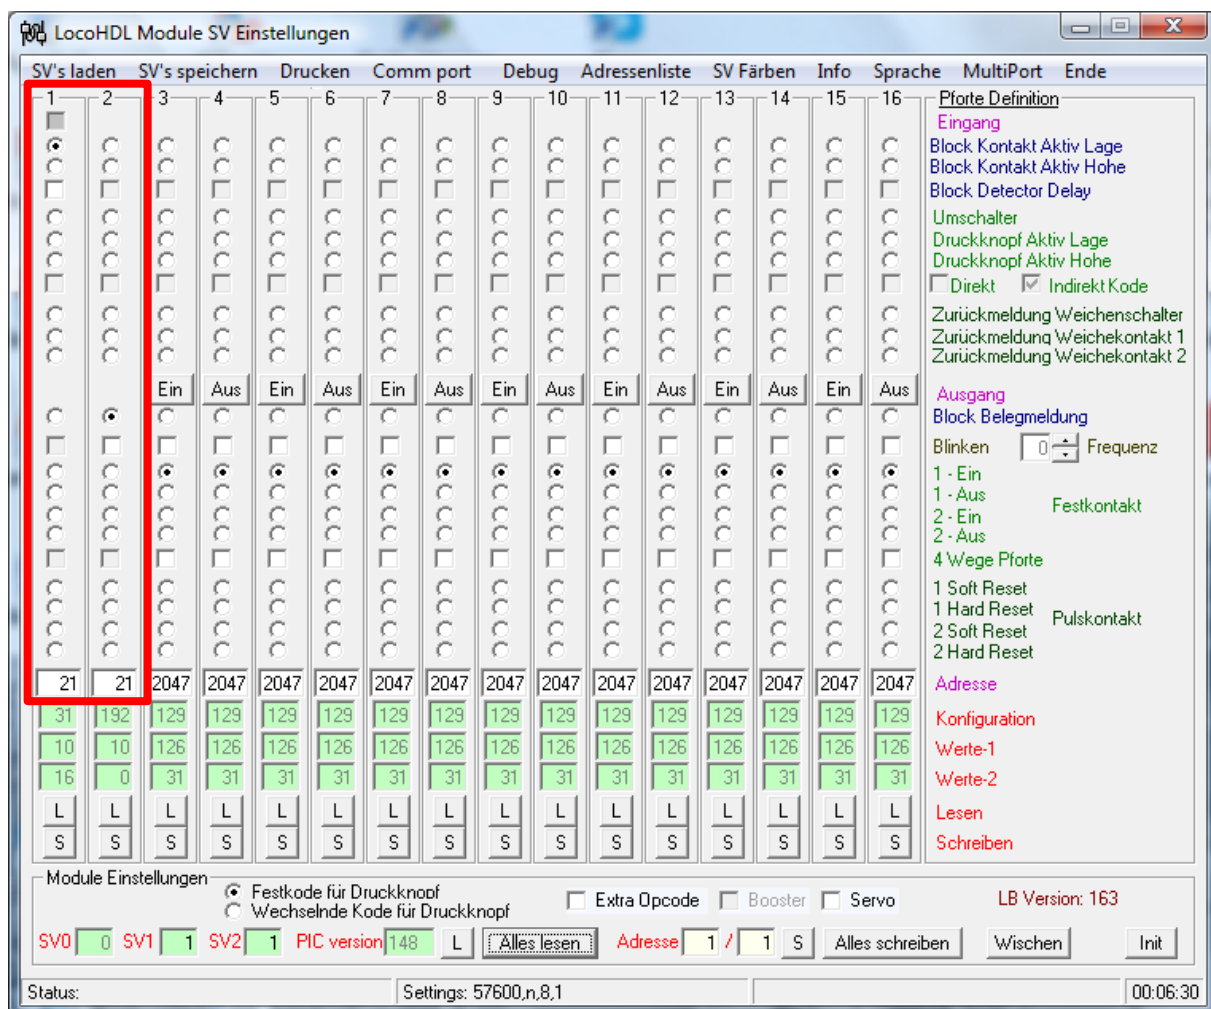 LocoHDL Module SV Einstellungen
SV's laden SV's speichern Drucken Comm port Debug Adressenliste SV Färben Info Sprache MultiPort Ende
1 2 3 4 5 6 7 8 9 10 11 12 13 14 15 16 Pforte Definition
Eingang
Block Kontakt Aktiv Lage
Block Kontakt Aktiv Hohe
Block Detector Delay
Umschalter
Druckknopf Aktiv Lage
Druckknopf Aktiv Hohe
Direkt Indirekt Kode
Zurückmeldung Weichenschalter
Zurückmeldung Weichekontakt 1
Zurückmeldung Weichekontakt 2
Ein Aus Ein Aus Ein Aus Ein Aus Ein Aus Ein Aus Ein Aus
Ausgang
Block Belegmeldung
Blinken 0 Frequenz
1 - Ein
1 - Aus
Festkontakt
2 - Ein
2 - Aus
4 Wege Pforte
1 Soft Reset
1 Hard Reset
Pulskontakt
2 Soft Reset
2 Hard Reset
21 21 2047 2047 2047 2047 2047 2047 2047 2047 2047 2047 2047 2047 2047 2047 Adresse
31 192 129 129 129 129 129 129 129 129 129 129 129 129 129 129 Konfiguration
10 10 126 126 126 126 126 126 126 126 126 126 126 126 126 126 Werte-1
16 0 31 31 31 31 31 31 31 31 31 31 31 31 31 31 Werte-2
L L L L L L L L L L L L L L L L Lesen
S S S S S S S S S S S S S S S S Schreiben
Module Einstellungen
Festkode für Druckknopf
Wechselnde Kode für Druckknopf
Extra Opcode Booster Servo LB Version: 163
SV0 0 SV1 1 SV2 1 PIC version 148 L Alles lesen Adresse 1 / 1 S Alles schreiben Wischen Init
Status: Settings: 57600,n,8,1 00:06:30